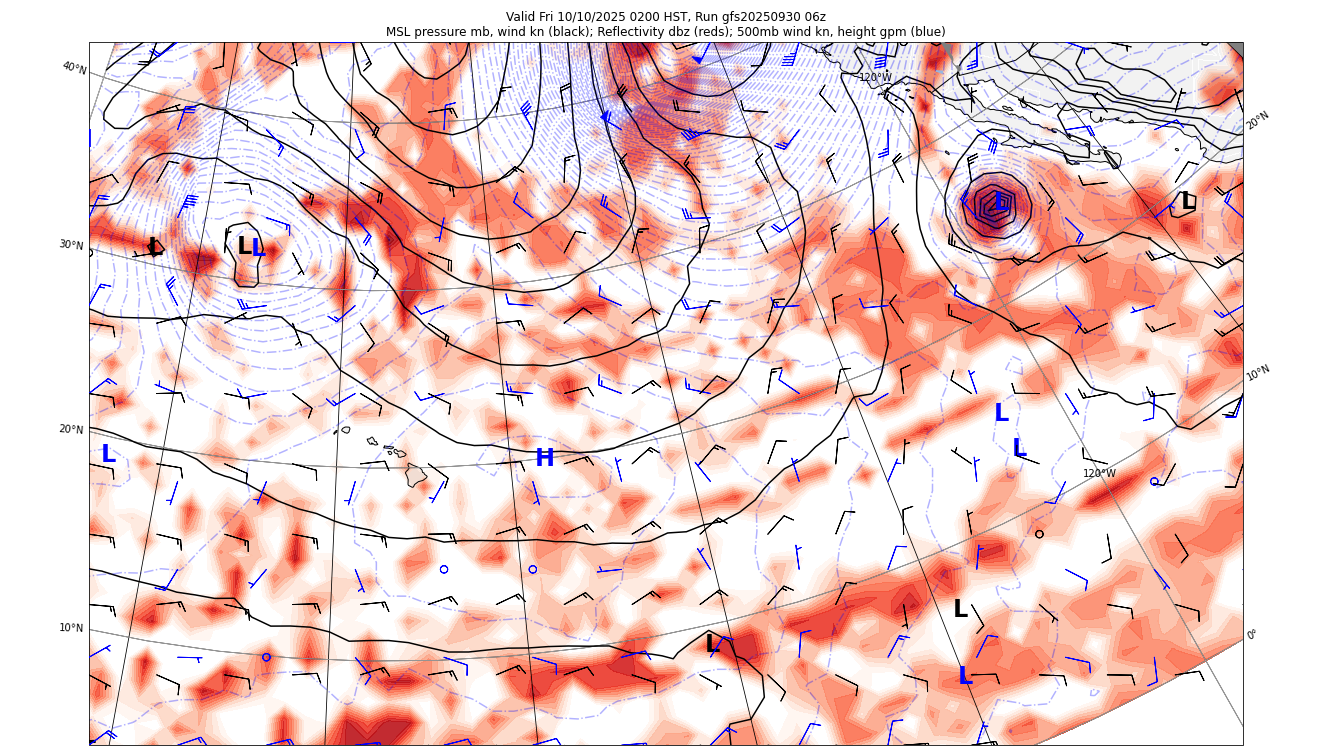 Valid Fri 10/10/2025 0200 HST, Run gfs20250930 06z
MSL pressure mb, wind kn (black); Reflectivity dbz (reds); 500mb wind kn, height gpm (blue)
40°N
120°W
20°N
L
L
30°N
L
L
L
10°N
L
20°N
L
H
L
120°W
L
10°N
L
0°
L